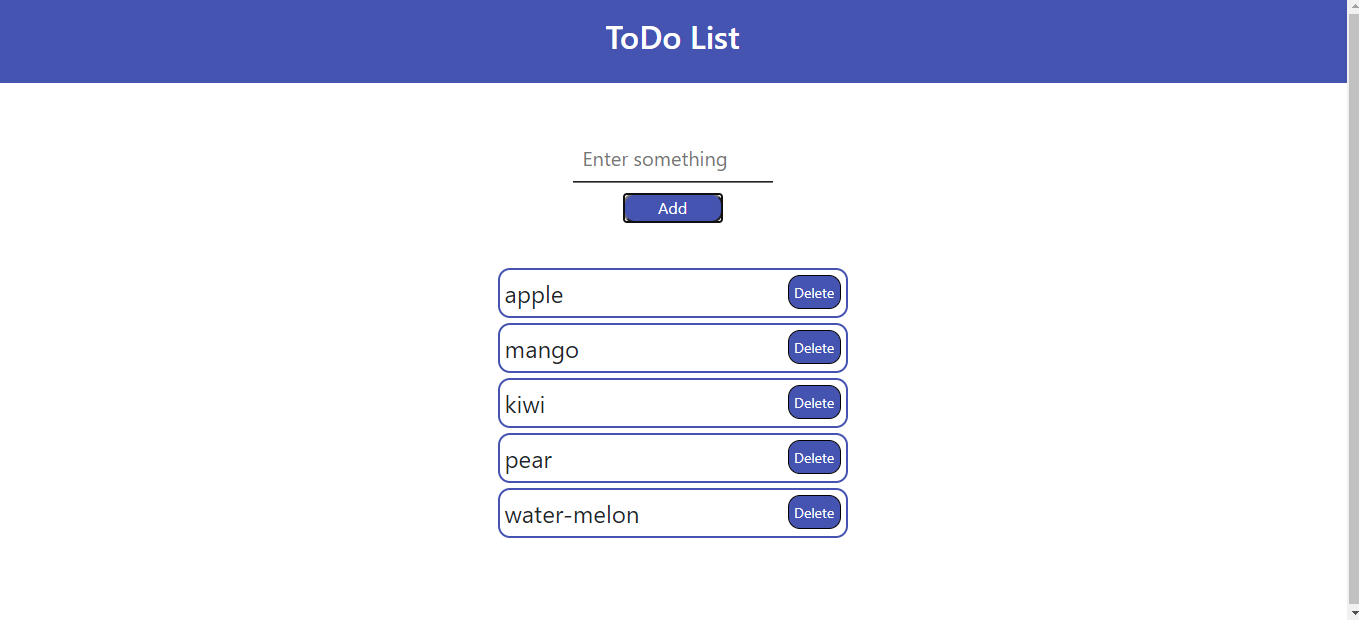 ToDo List
Enter something
Add
apple Delete
mango Delete
kiwi Delete
pear Delete
water-melon Delete